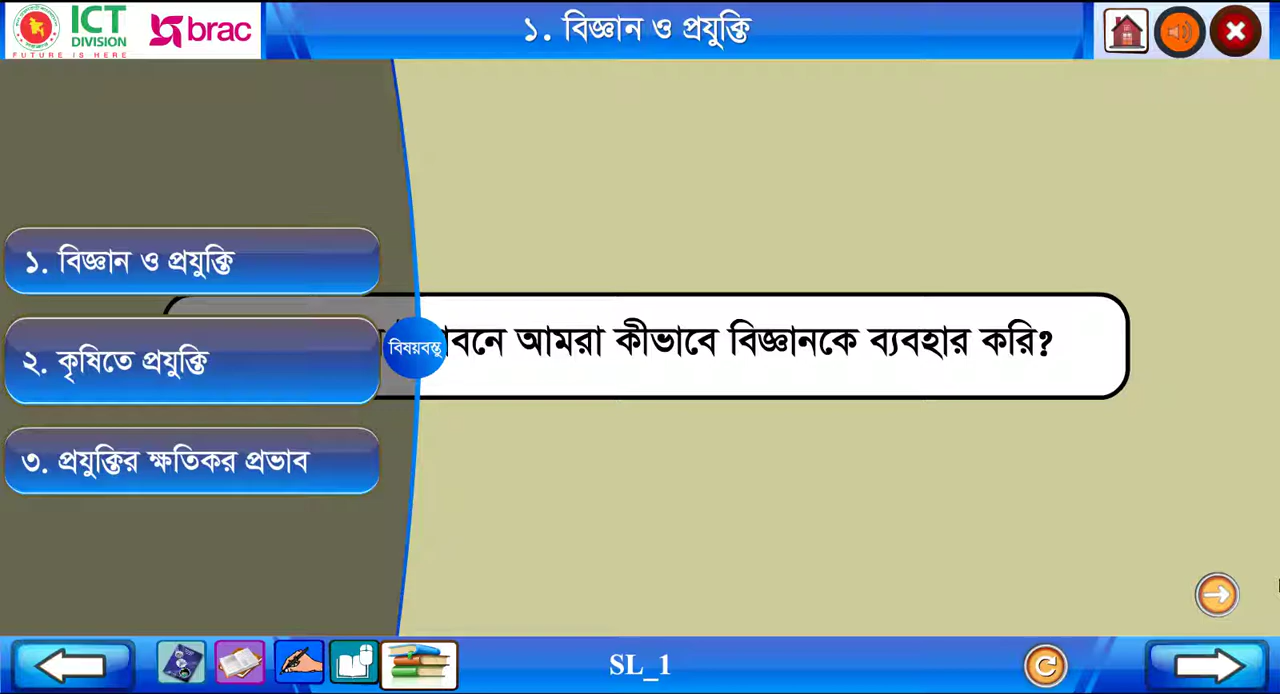 ICT
DIVISION
FUTURE IS HERE
brac
১. বিজ্ঞান ও প্রযুক্তি
১. বিজ্ঞান ও প্রযুক্তি
২. কৃষিতে প্রযুক্তি
৩. প্রযুক্তির ক্ষতিকর প্রভাব
বিষয়বস্তু
আমরা কীভাবে বিজ্ঞানকে ব্যবহার করি?
SL_1